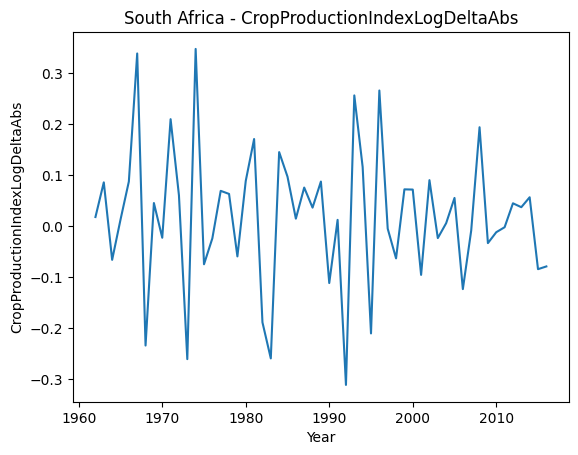 South Africa - CropProductionIndexLogDeltaAbs
CropProductionIndexLogDeltaAbs
0.3
0.2
0.1
0.0
−0.1
−0.2
−0.3
1960 1970 1980 1990 2000 2010
Year